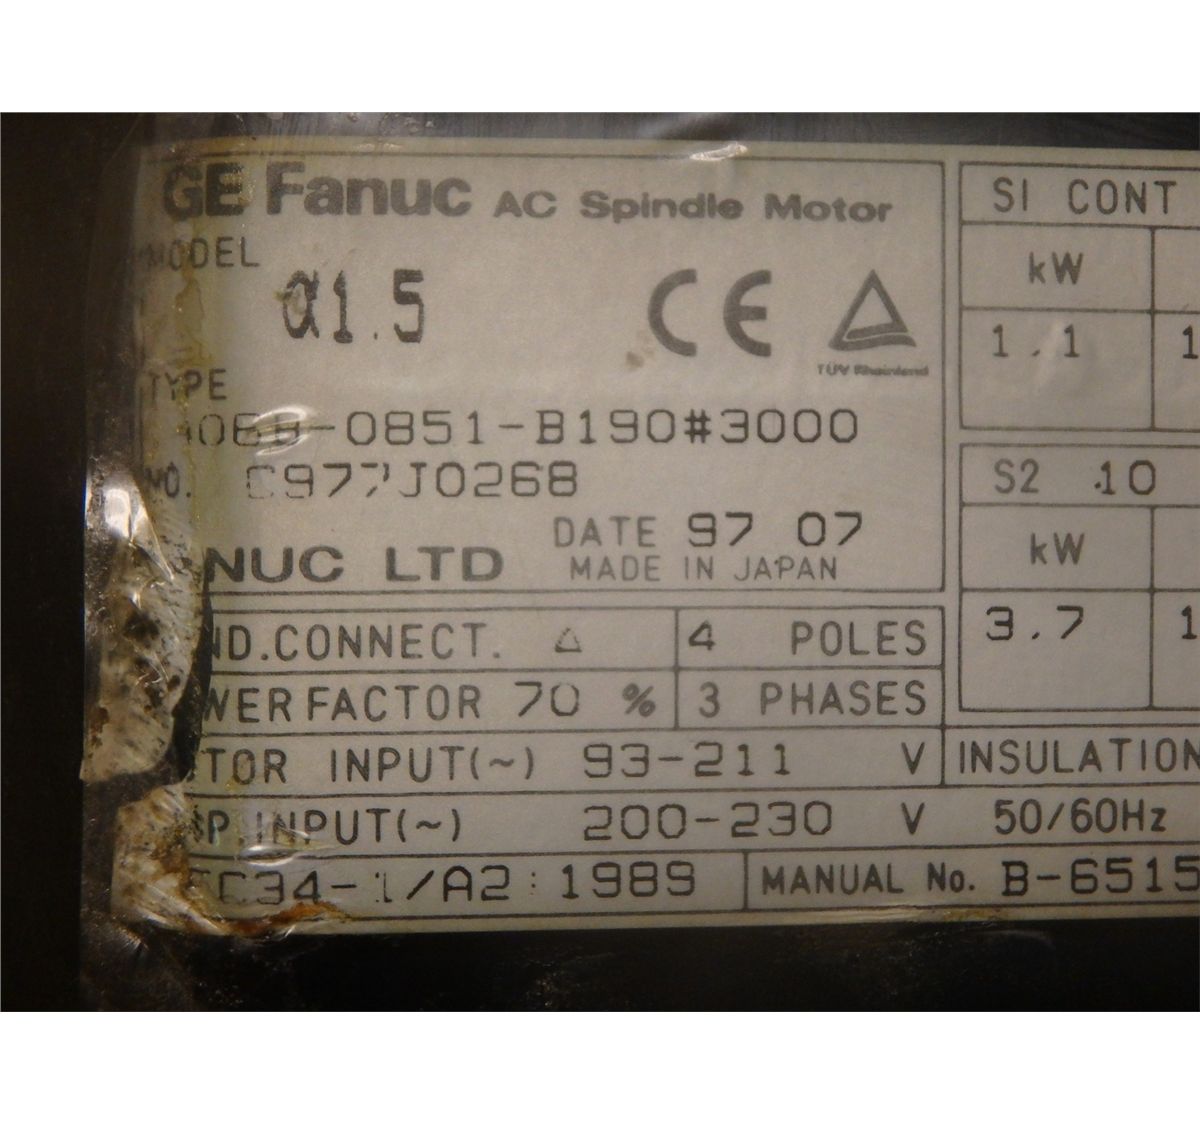 GE Fanuc AC Spindle Motor
MODEL
α1.5
CE
TÜV Rheinland
TYPE
06B-0851-B190#3000
NO. C977J0268
DATE 97 07
NUC LTD MADE IN JAPAN
ND.CONNECT. △ 4 POLES
WER FACTOR 70 % 3 PHASES
TOR INPUT(~) 93-211 V
P INPUT(~) 200-230 V 50/60Hz
C34-1/A2:1989
MANUAL No. B-6515
S1 CONT
kW
1.1 1
S2 10
kW
3.7 1
INSULATION